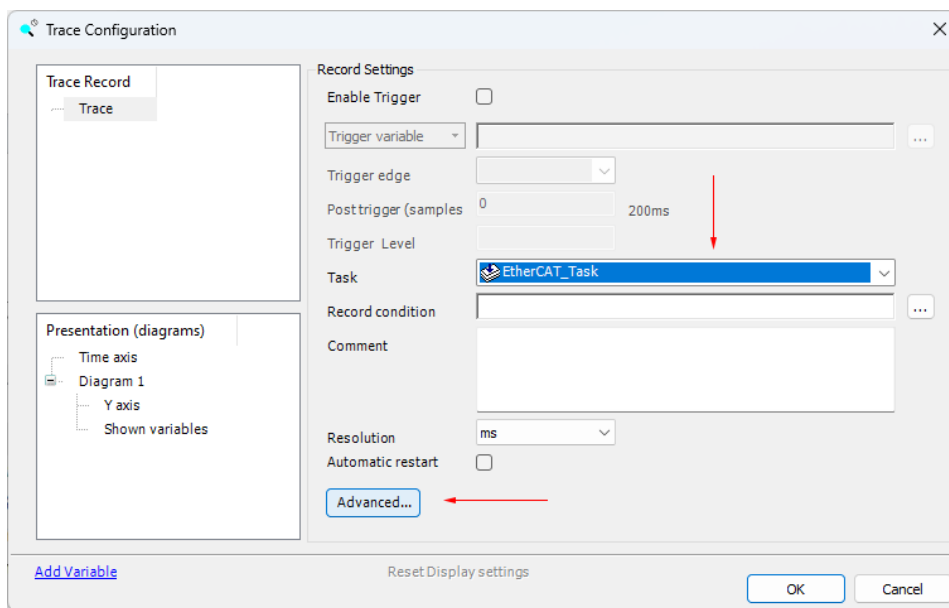 Trace Configuration
Trace Record
Trace
Record Settings
Enable Trigger
Trigger variable
...
Trigger edge
Post trigger (samples
0
200ms
Trigger Level
Task
EtherCAT_Task
Record condition
...
Comment
Resolution
ms
Automatic restart
Advanced...
Presentation (diagrams)
Time axis
Diagram 1
Y axis
Shown variables
Add Variable
Reset Display settings
OK
Cancel